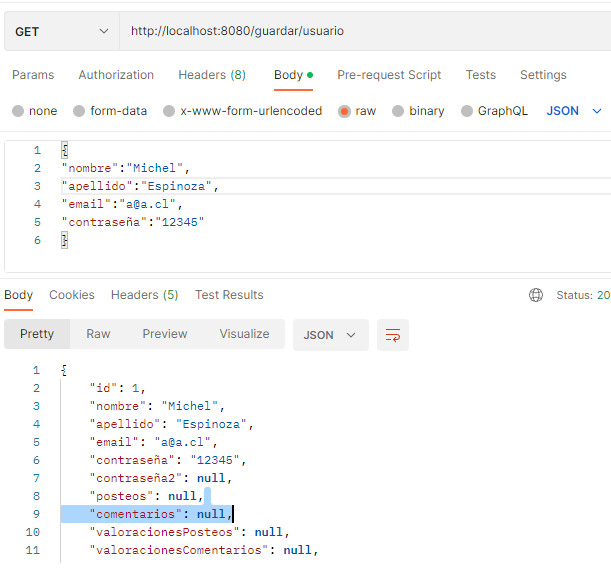 GET http://localhost:8080/guardar/usuario
Params Authorization Headers (8) Body Pre-request Script Tests Settings
none form-data x-www-form-urlencoded raw binary GraphQL JSON
1 {
2 "nombre":"Michel",
3 "apellido":"Espinoza",
4 "email":"a@a.cl",
5 "contraseña":"12345"
6 }
Body Cookies Headers (5) Test Results Status: 20
Pretty Raw Preview Visualize JSON
1 {
2 "id": 1,
3 "nombre": "Michel",
4 "apellido": "Espinoza",
5 "email": "a@a.cl",
6 "contraseña": "12345",
7 "contraseña2": null,
8 "posteos": null,
9 "comentarios": null,
10 "valoracionesPosteos": null,
11 "valoracionesComentarios": null,